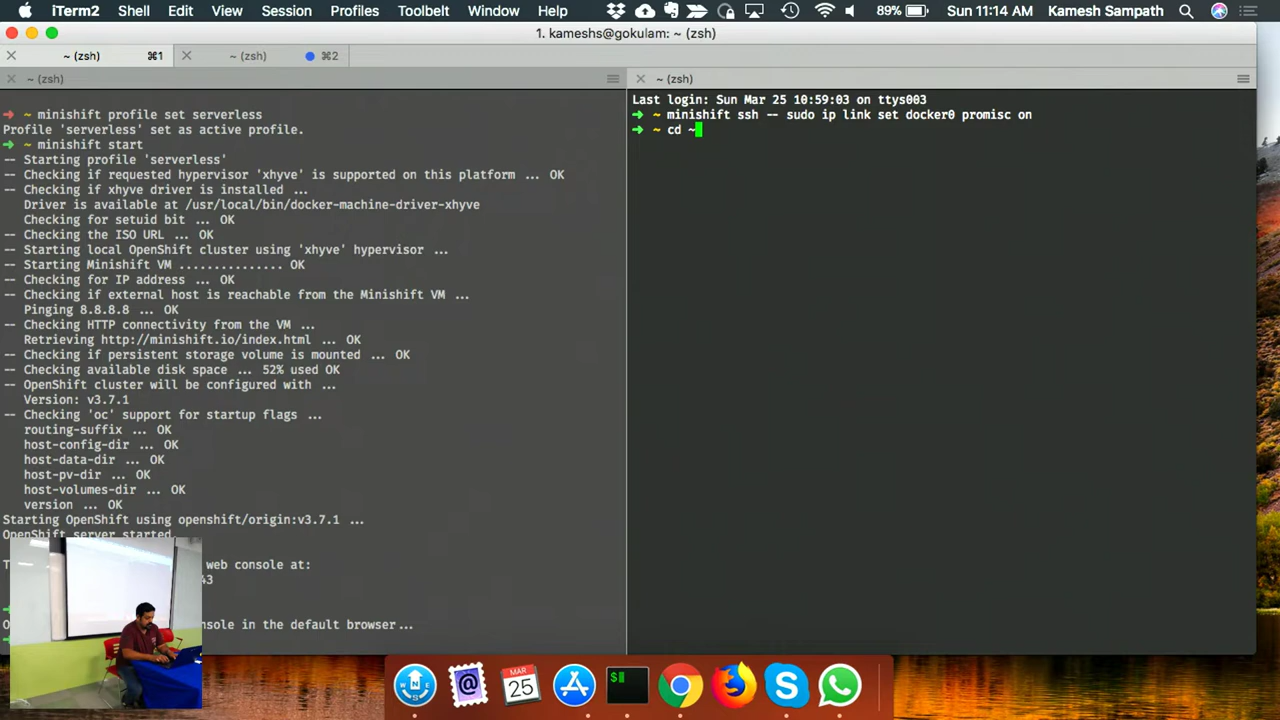 iTerm2 Shell Edit View Session Profiles Toolbelt Window Help 89% Sun 11:14 AM Kamesh Sampath
1. kameshs@gokulam: ~ (zsh)
~ (zsh) ⌘1 ~ (zsh) ⌘2
~ (zsh)
➜ ~ minishift profile set serverless
Profile 'serverless' set as active profile.
➜ ~ minishift start
-- Starting profile 'serverless'
-- Checking if requested hypervisor 'xhyve' is supported on this platform ... OK
-- Checking if xhyve driver is installed ...
Driver is available at /usr/local/bin/docker-machine-driver-xhyve
Checking for setuid bit ... OK
-- Checking the ISO URL ... OK
-- Starting local OpenShift cluster using 'xhyve' hypervisor ...
-- Starting Minishift VM .............. OK
-- Checking for IP address ... OK
-- Checking if external host is reachable from the Minishift VM ...
Pinging 8.8.8.8 ... OK
-- Checking HTTP connectivity from the VM ...
Retrieving http://minishift.io/index.html ... OK
-- Checking if persistent storage volume is mounted ... OK
-- Checking available disk space ... 52% used OK
-- OpenShift cluster will be configured with ...
Version: v3.7.1
-- Checking 'oc' support for startup flags ...
routing-suffix ... OK
host-config-dir ... OK
host-data-dir ... OK
host-pv-dir ... OK
host-volumes-dir ... OK
version ... OK
Starting OpenShift using openshift/origin:v3.7.1 ...
OpenShift server started.
web console at:
43
console in the default browser...
~ (zsh)
Last login: Sun Mar 25 10:59:03 on ttys003
➜ ~ minishift ssh -- sudo ip link set docker0 promisc on
➜ ~ cd ~
MAR
25